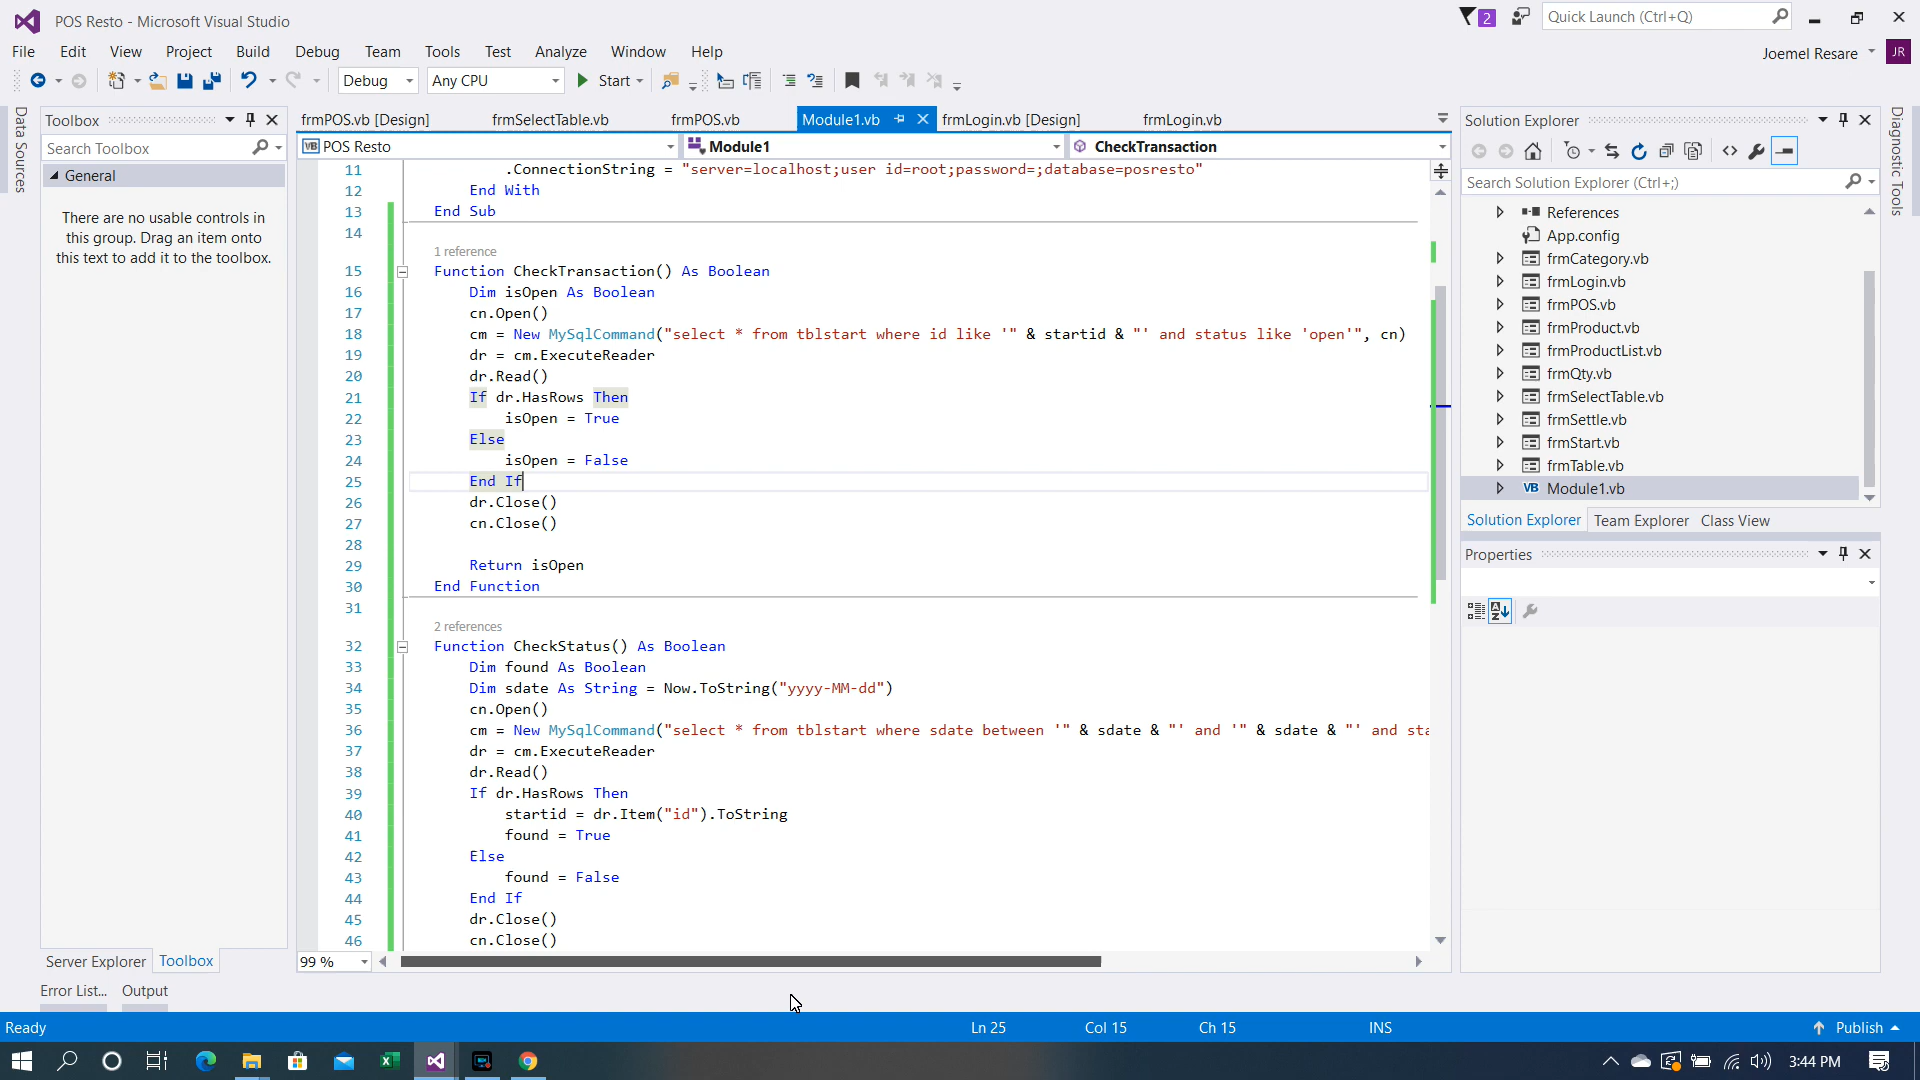 POS Resto - Microsoft Visual Studio
2
Quick Launch (Ctrl+Q)
File Edit View Project Build Debug Team Tools Test Analyze Window Help
Joemel Resare
JR
Debug Any CPU Start
Data Sources
Toolbox
Search Toolbox
General
There are no usable controls in
this group. Drag an item onto
this text to add it to the toolbox.
Server Explorer Toolbox
frmPOS.vb [Design] frmSelectTable.vb frmPOS.vb Module1.vb frmLogin.vb [Design] frmLogin.vb
VB POS Resto Module1 CheckTransaction
11 .ConnectionString = "server=localhost;user id=root;password=;database=posresto"
12 End With
13 End Sub
14
1 reference
15 Function CheckTransaction() As Boolean
16 Dim isOpen As Boolean
17 cn.Open()
18 cm = New MySqlCommand("select * from tblstart where id like '" & startid & "' and status like 'open'", cn)
19 dr = cm.ExecuteReader
20 dr.Read()
21 If dr.HasRows Then
22 isOpen = True
23 Else
24 isOpen = False
25 End If
26 dr.Close()
27 cn.Close()
28
29 Return isOpen
30 End Function
31
2 references
32 Function CheckStatus() As Boolean
33 Dim found As Boolean
34 Dim sdate As String = Now.ToString("yyyy-MM-dd")
35 cn.Open()
36 cm = New MySqlCommand("select * from tblstart where sdate between '" & sdate & "' and '" & sdate & "' and sta
37 dr = cm.ExecuteReader
38 dr.Read()
39 If dr.HasRows Then
40 startid = dr.Item("id").ToString
41 found = True
42 Else
43 found = False
44 End If
45 dr.Close()
46 cn.Close()
99 %
Solution Explorer
Search Solution Explorer (Ctrl+;)
References
App.config
frmCategory.vb
frmLogin.vb
frmPOS.vb
frmProduct.vb
frmProductList.vb
frmQty.vb
frmSelectTable.vb
frmSettle.vb
frmStart.vb
frmTable.vb
VB Module1.vb
Solution Explorer Team Explorer Class View
Properties
Diagnostic Tools
Error List... Output
Ready Ln 25 Col 15 Ch 15 INS Publish
3:44 PM